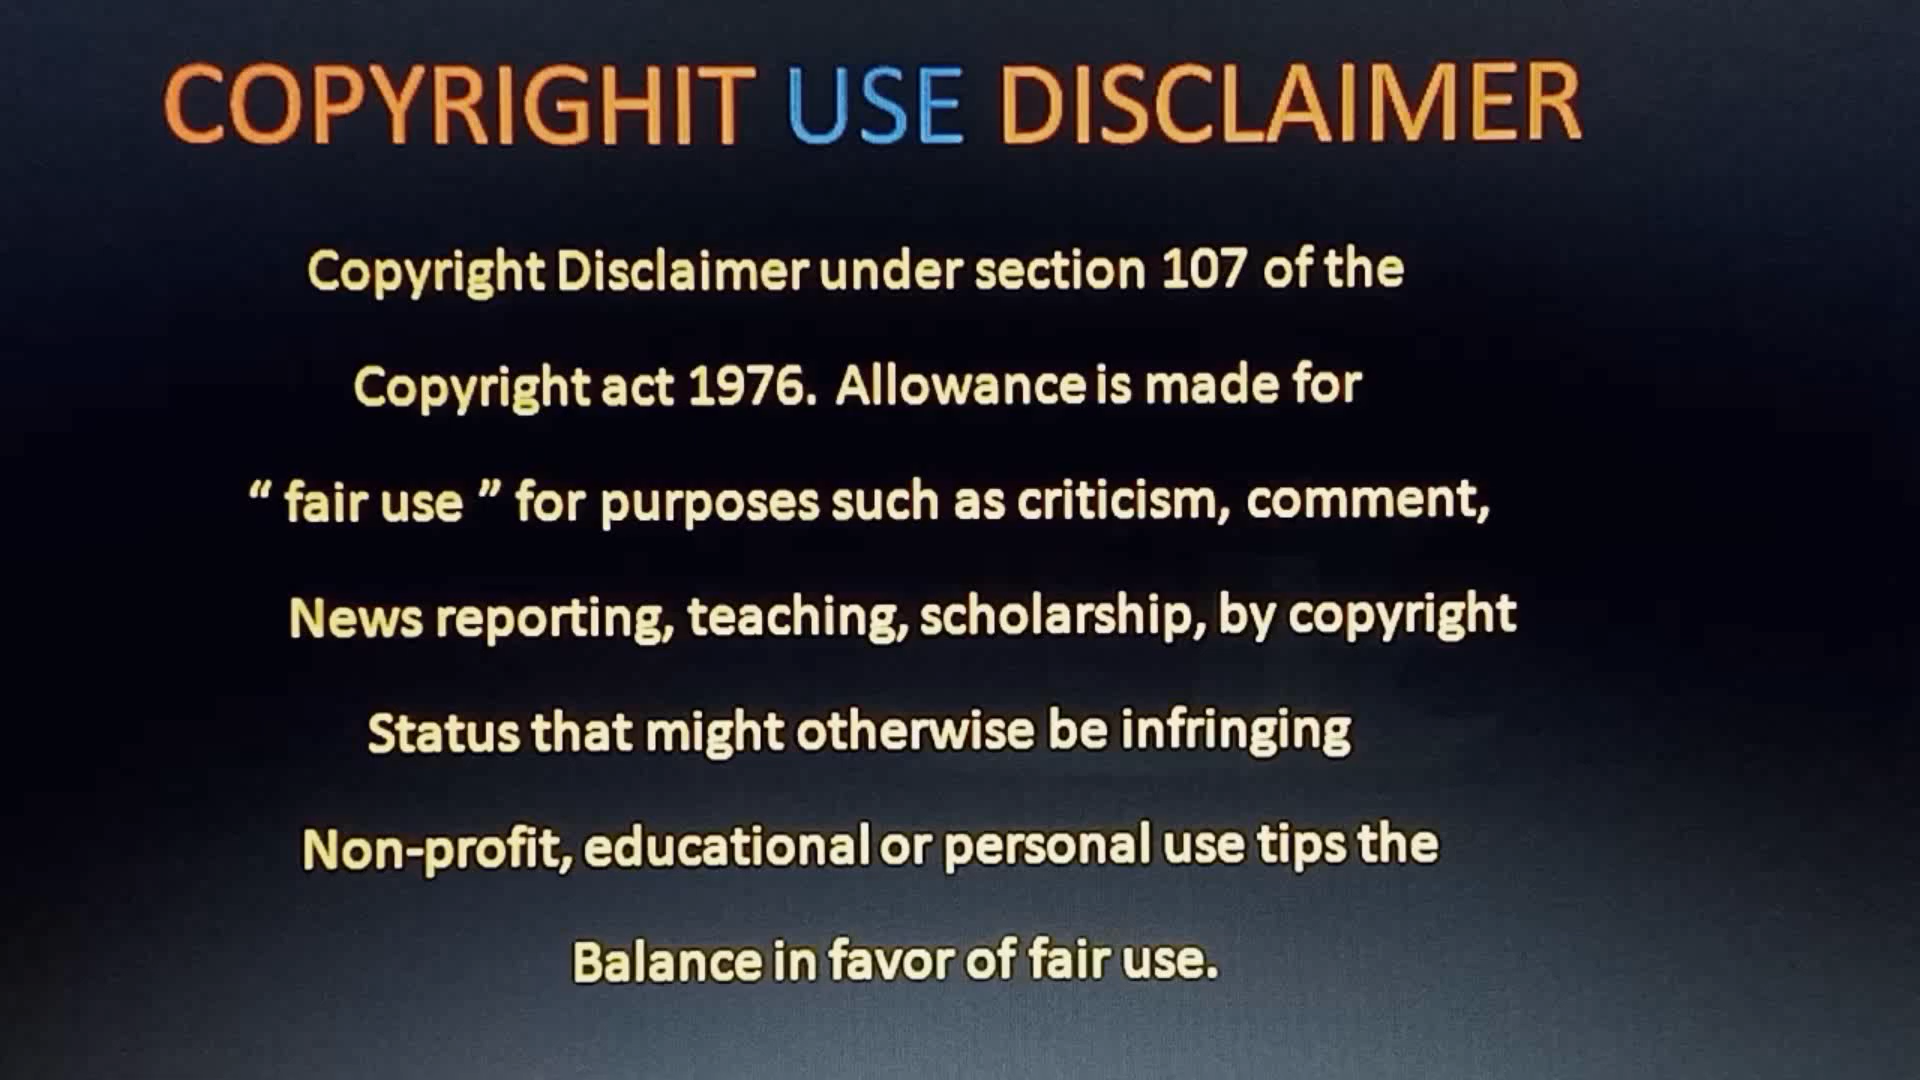 COPYRIGHIT USE DISCLAIMER
Copyright Disclaimer under section 107 of the
Copyright act 1976. Allowance is made for
“ fair use ” for purposes such as criticism, comment,
News reporting, teaching, scholarship, by copyright
Status that might otherwise be infringing
Non-profit, educational or personal use tips the
Balance in favor of fair use.